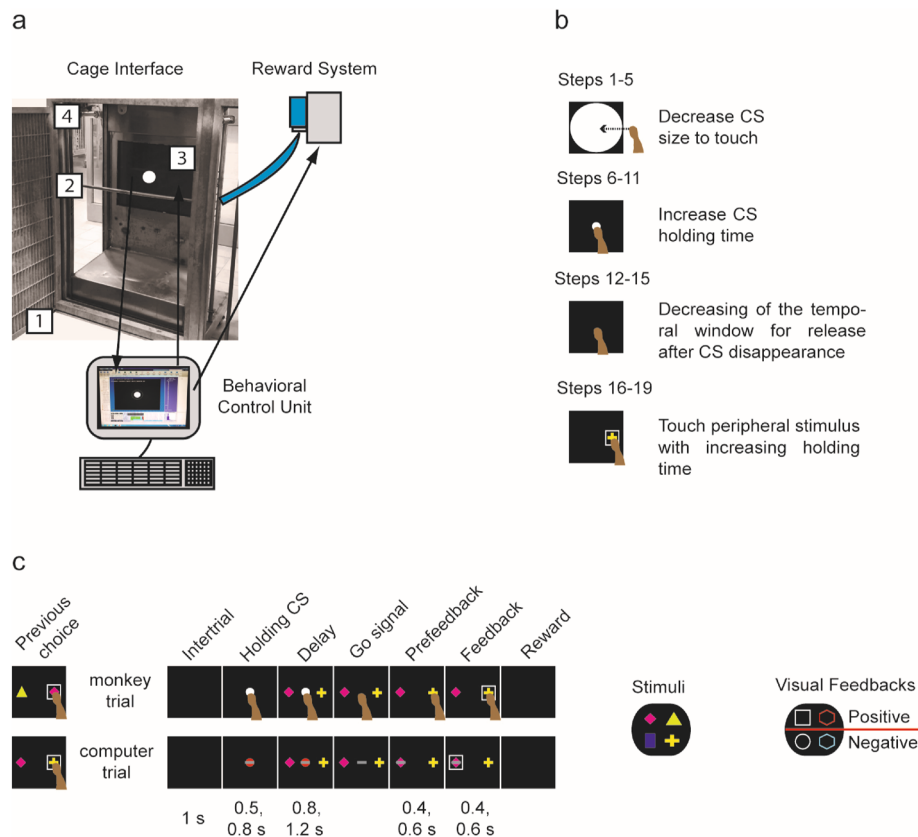 a
Cage Interface
Reward System
4
3
2
1
Behavioral
Control Unit
b
Steps 1-5
Decrease CS
size to touch
Steps 6-11
Increase CS
holding time
Steps 12-15
Decreasing of the tempo-
ral window for release
after CS disappearance
Steps 16-19
Touch peripheral stimulus
with increasing holding
time
c
Previous
choice
Intertrial
Holding CS
Delay
Go signal
Prefeedback
Feedback
Reward
monkey
trial
computer
trial
1 s
0.5,
0.8 s
0.8,
1.2 s
0.4,
0.6 s
0.4,
0.6 s
Stimuli
Visual Feedbacks
Positive
Negative